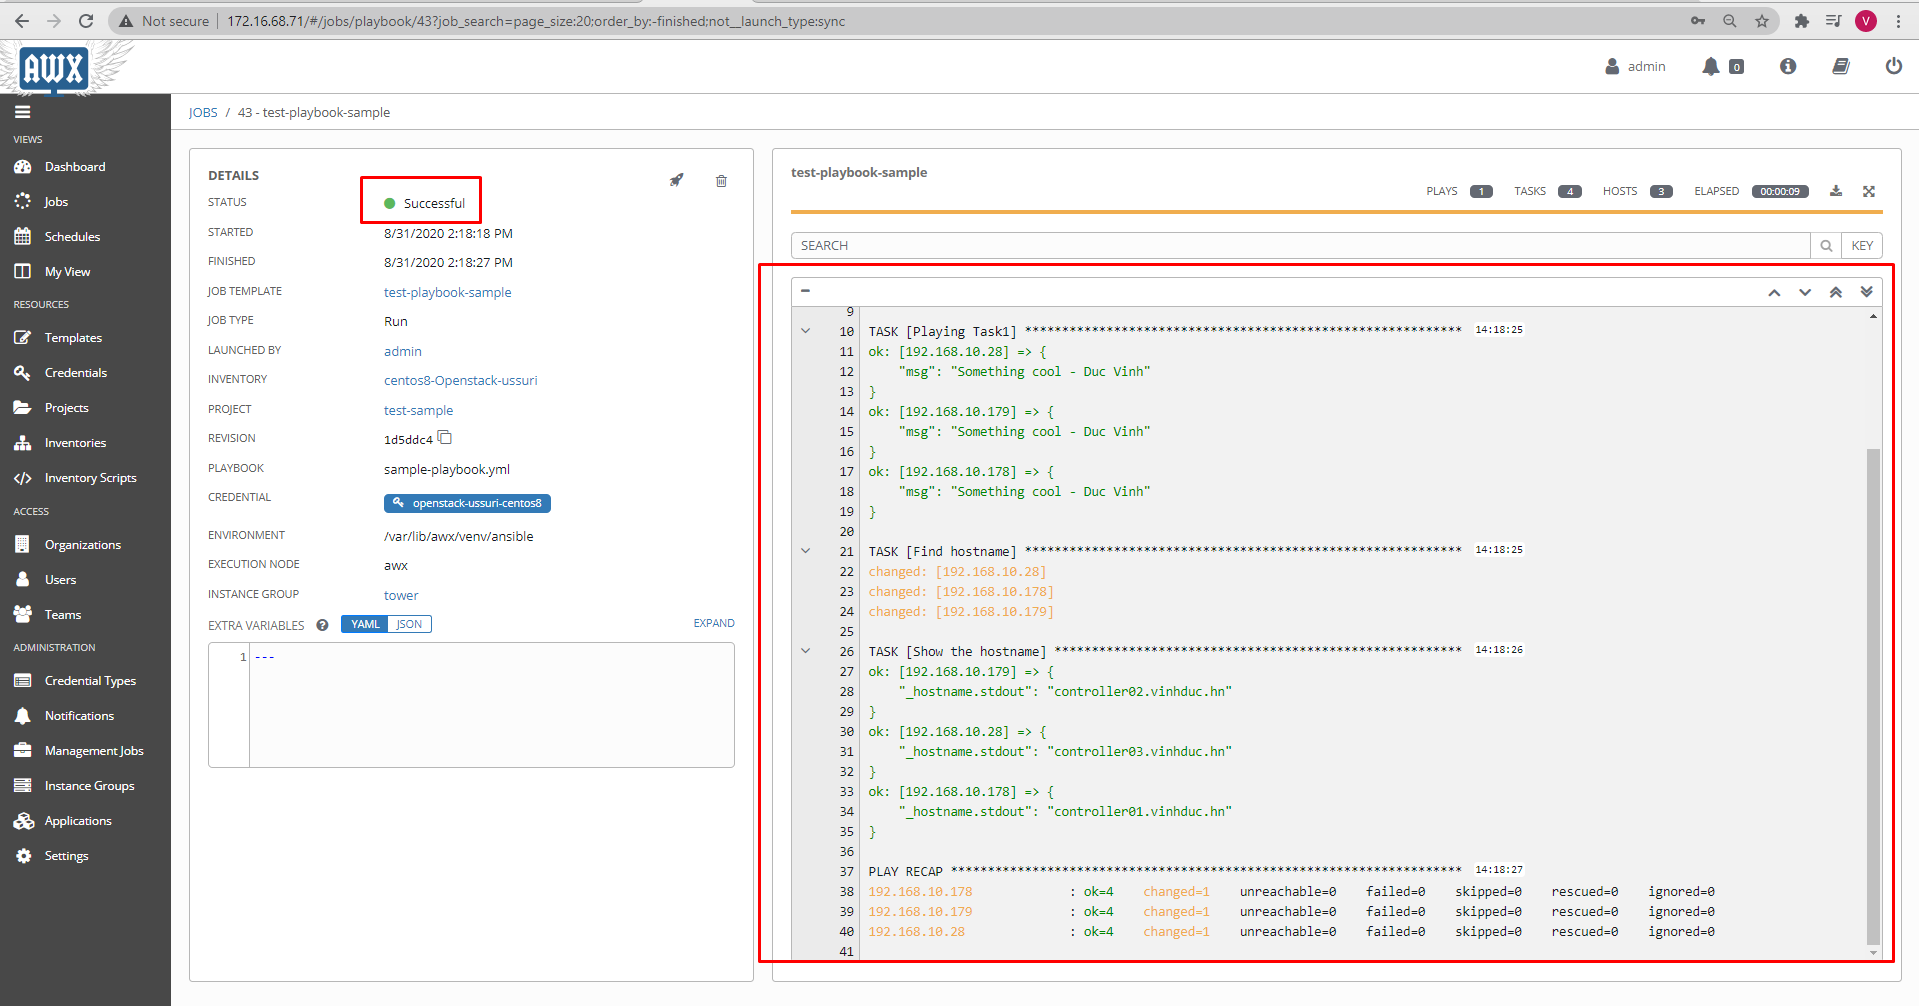 Not secure | 172.16.68.71/#/jobs/playbook/43?job_search=page_size:20;order_by:-finished;not__launch_type:sync
V
AWX
admin
0
VIEWS
Dashboard
Jobs
Schedules
My View
RESOURCES
Templates
Credentials
Projects
Inventories
Inventory Scripts
ACCESS
Organizations
Users
Teams
ADMINISTRATION
Credential Types
Notifications
Management Jobs
Instance Groups
Applications
Settings
JOBS / 43 - test-playbook-sample
DETAILS
STATUS Successful
STARTED 8/31/2020 2:18:18 PM
FINISHED 8/31/2020 2:18:27 PM
JOB TEMPLATE test-playbook-sample
JOB TYPE Run
LAUNCHED BY admin
INVENTORY centos8-Openstack-ussuri
PROJECT test-sample
REVISION 1d5ddc4
PLAYBOOK sample-playbook.yml
CREDENTIAL openstack-ussuri-centos8
ENVIRONMENT /var/lib/awx/venv/ansible
EXECUTION NODE awx
INSTANCE GROUP tower
EXTRA VARIABLES ? YAML JSON EXPAND
1 ---
test-playbook-sample
PLAYS 1 TASKS 4 HOSTS 3 ELAPSED 00:00:09
SEARCH KEY
9
10 TASK [Playing Task1] *********************************************************** 14:18:25
11 ok: [192.168.10.28] => {
12 "msg": "Something cool - Duc Vinh"
13 }
14 ok: [192.168.10.179] => {
15 "msg": "Something cool - Duc Vinh"
16 }
17 ok: [192.168.10.178] => {
18 "msg": "Something cool - Duc Vinh"
19 }
20
21 TASK [Find hostname] *********************************************************** 14:18:25
22 changed: [192.168.10.28]
23 changed: [192.168.10.178]
24 changed: [192.168.10.179]
25
26 TASK [Show the hostname] ******************************************************* 14:18:26
27 ok: [192.168.10.179] => {
28 "_hostname.stdout": "controller02.vinhduc.hn"
29 }
30 ok: [192.168.10.28] => {
31 "_hostname.stdout": "controller03.vinhduc.hn"
32 }
33 ok: [192.168.10.178] => {
34 "_hostname.stdout": "controller01.vinhduc.hn"
35 }
36
37 PLAY RECAP ********************************************************************* 14:18:27
38 192.168.10.178 : ok=4 changed=1 unreachable=0 failed=0 skipped=0 rescued=0 ignored=0
39 192.168.10.179 : ok=4 changed=1 unreachable=0 failed=0 skipped=0 rescued=0 ignored=0
40 192.168.10.28 : ok=4 changed=1 unreachable=0 failed=0 skipped=0 rescued=0 ignored=0
41